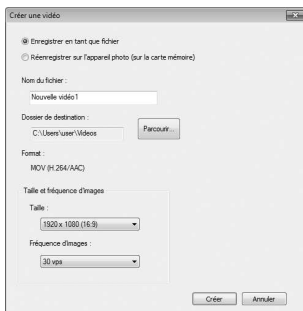 Créer une vidéo
Enregistrer en tant que fichier
Réenregistrer sur l'appareil photo (sur la carte mémoire)
Nom du fichier :
Nouvelle vidéo1
Dossier de destination :
C:\Users\user\Videos
Parcourir...
Format:
MOV (H.264/AAC)
Taille et fréquence d'images
Taille :
1920 x 1080 (16:9)
Fréquence d'images :
30 vps
Créer
Annuler